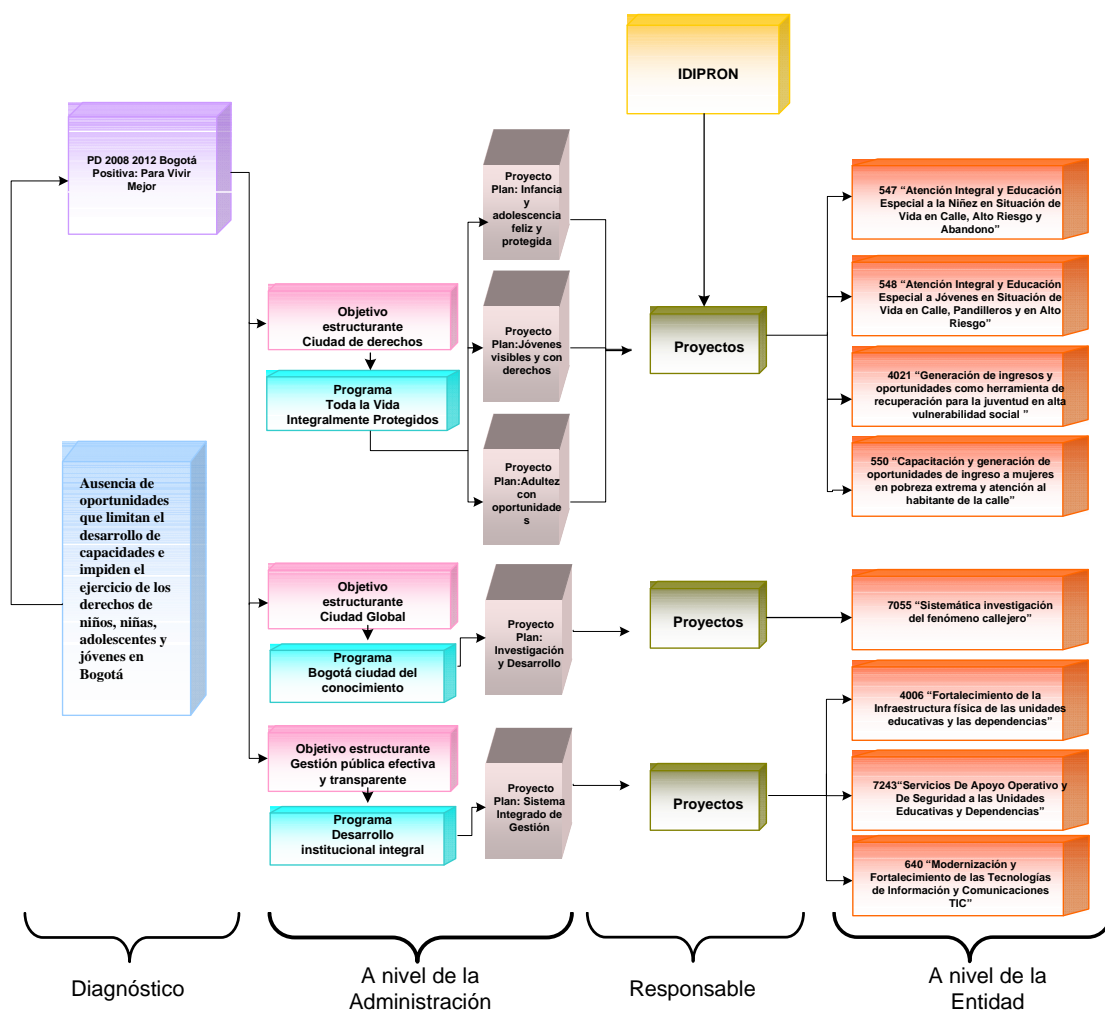 IDIPRON
PD 2008 2012 Bogotá
Positiva: Para Vivir
Mejor
Ausencia de
oportunidades
que limitan el
desarrollo de
capacidades e
impiden el
ejercicio de los
derechos de
niños, niñas,
adolescentes y
jóvenes en
Bogotá
Objetivo
estructurante
Ciudad de derechos
Programa
Toda la Vida
Integralmente Protegidos
Objetivo
estructurante
Ciudad Global
Programa
Bogotá ciudad del
conocimiento
Objetivo estructurante
Gestión pública efectiva
y transparente
Programa
Desarrollo
institucional integral
Proyecto
Plan: Infancia
y
adolescencia
feliz y
protegida
Proyecto
Plan:Jóvenes
visibles y con
derechos
Proyecto
Plan:Adultez
con
oportunidade
s
Proyecto
Plan:
Investigación
y Desarrollo
Proyecto
Plan: Sistema
Integrado de
Gestión
Proyectos
Proyectos
Proyectos
547 “Atención Integral y Educación
Especial a la Niñez en Situación de
Vida en Calle, Alto Riesgo y
Abandono”
548 “Atención Integral y Educación
Especial a Jóvenes en Situación de
Vida en Calle, Pandilleros y en Alto
Riesgo”
4021 “Generación de ingresos y
oportunidades como herramienta de
recuperación para la juventud en alta
vulnerabilidad social ”
550 “Capacitación y generación de
oportunidades de ingreso a mujeres
en pobreza extrema y atención al
habitante de la calle”
7055 “Sistemática investigación
del fenómeno callejero”
4006 “Fortalecimiento de la
Infraestructura física de las unidades
educativas y las dependencias”
7243“Servicios De Apoyo Operativo y
De Seguridad a las Unidades
Educativas y Dependencias”
640 “Modernización y
Fortalecimiento de las Tecnologías
de Información y Comunicaciones
TIC”
Diagnóstico
A nivel de la
Administración
Responsable
A nivel de la
Entidad